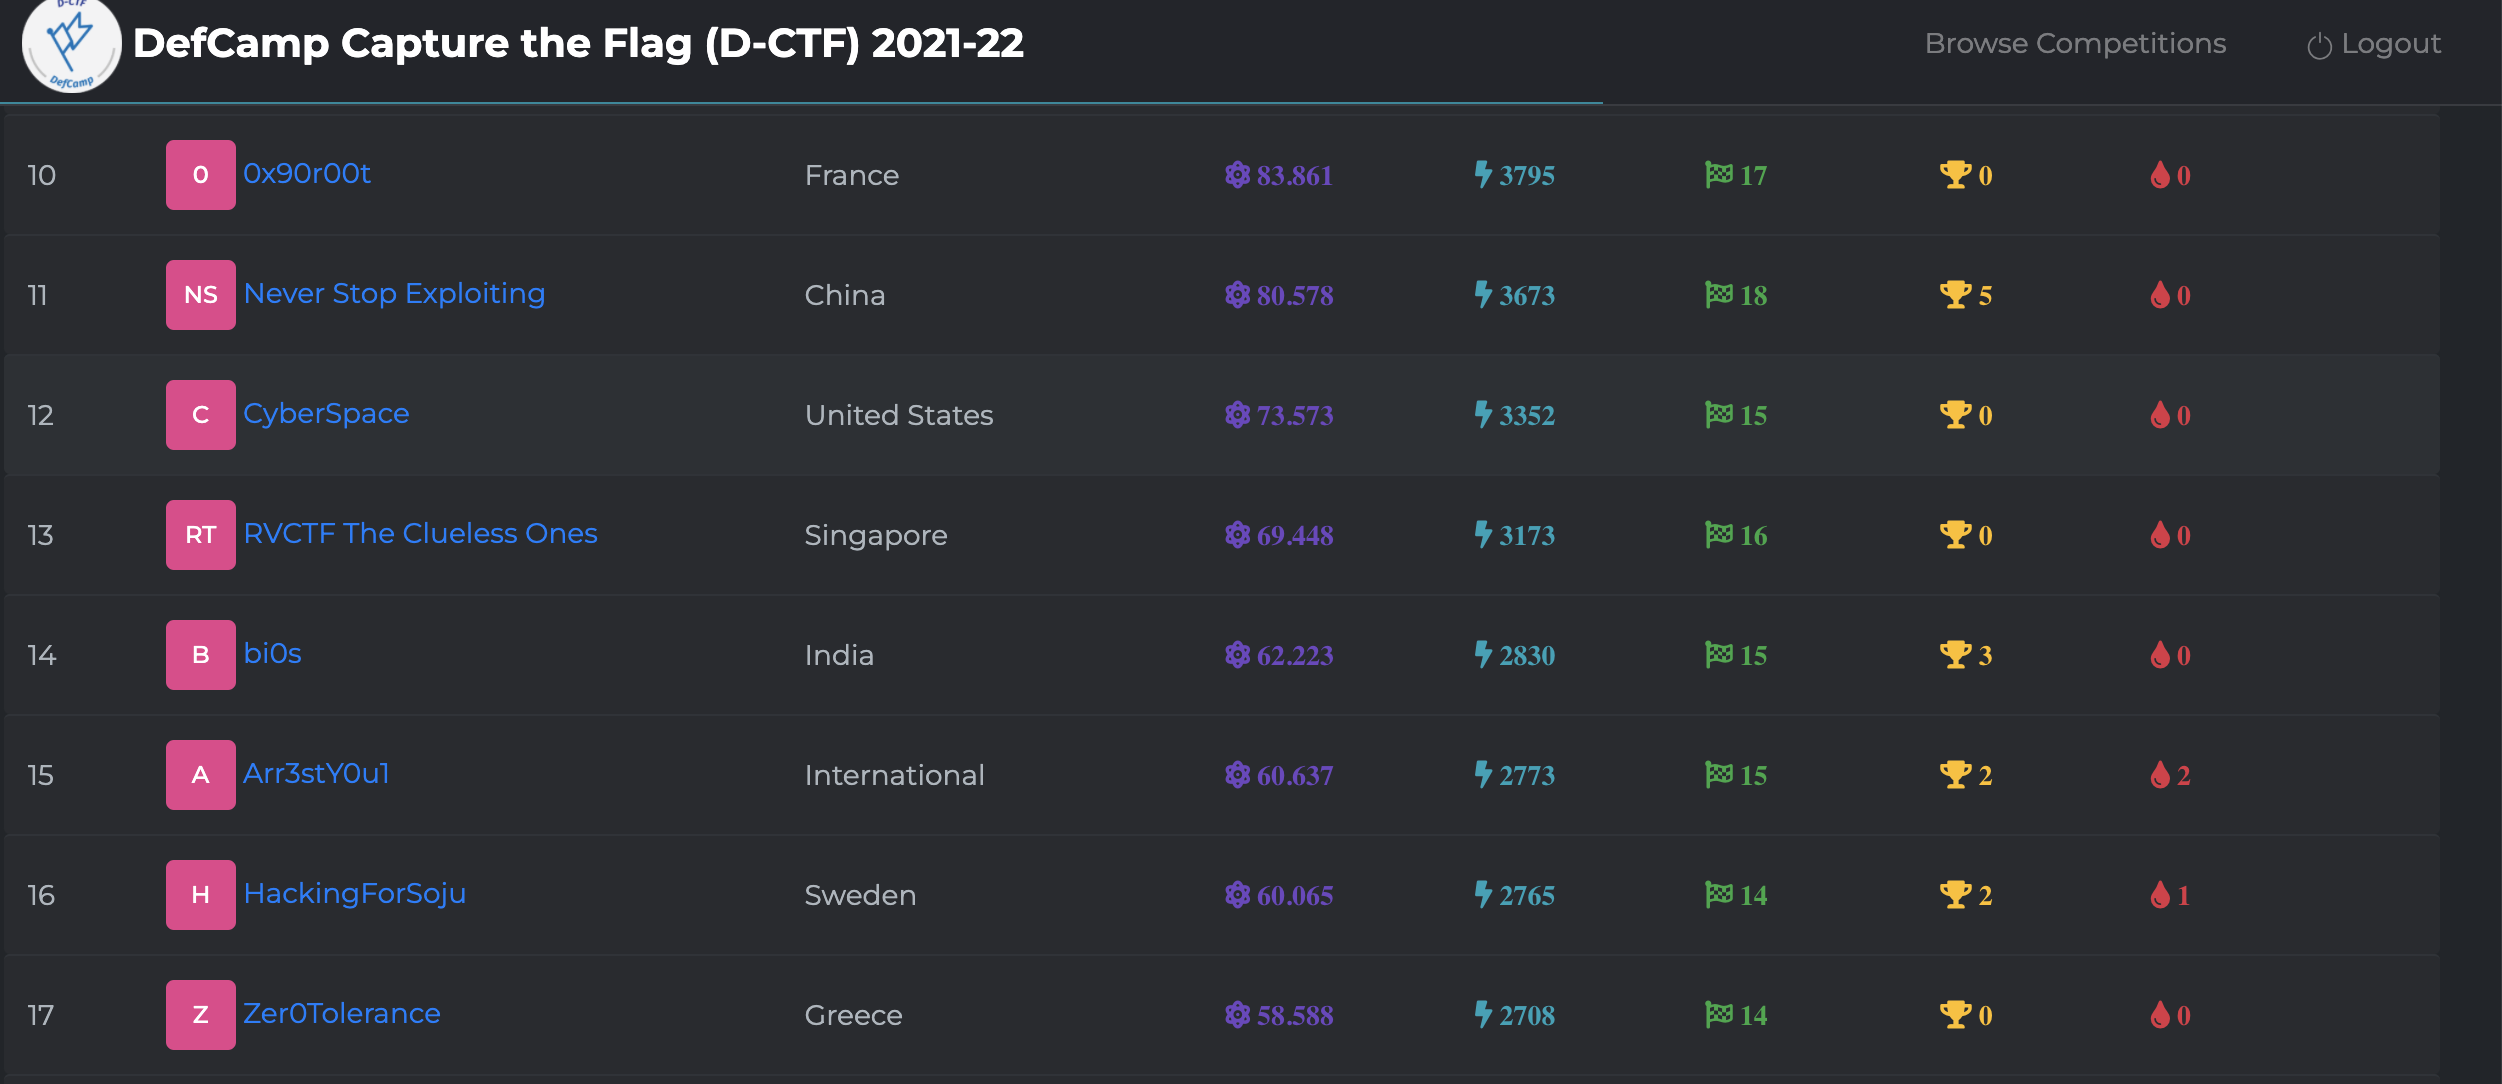 D-CTF
DefCamp
DefCamp Capture the Flag (D-CTF) 2021-22
Browse Competitions
Logout
10 0 0x90r00t France 83.861 3795 17 0 0
11 NS Never Stop Exploiting China 80.578 3673 18 5 0
12 C CyberSpace United States 73.573 3352 15 0 0
13 RT RVCTF The Clueless Ones Singapore 69.448 3173 16 0 0
14 B bi0s India 62.223 2830 15 3 0
15 A Arr3stY0u1 International 60.637 2773 15 2 2
16 H HackingForSoju Sweden 60.065 2765 14 2 1
17 Z Zer0Tolerance Greece 58.588 2708 14 0 0